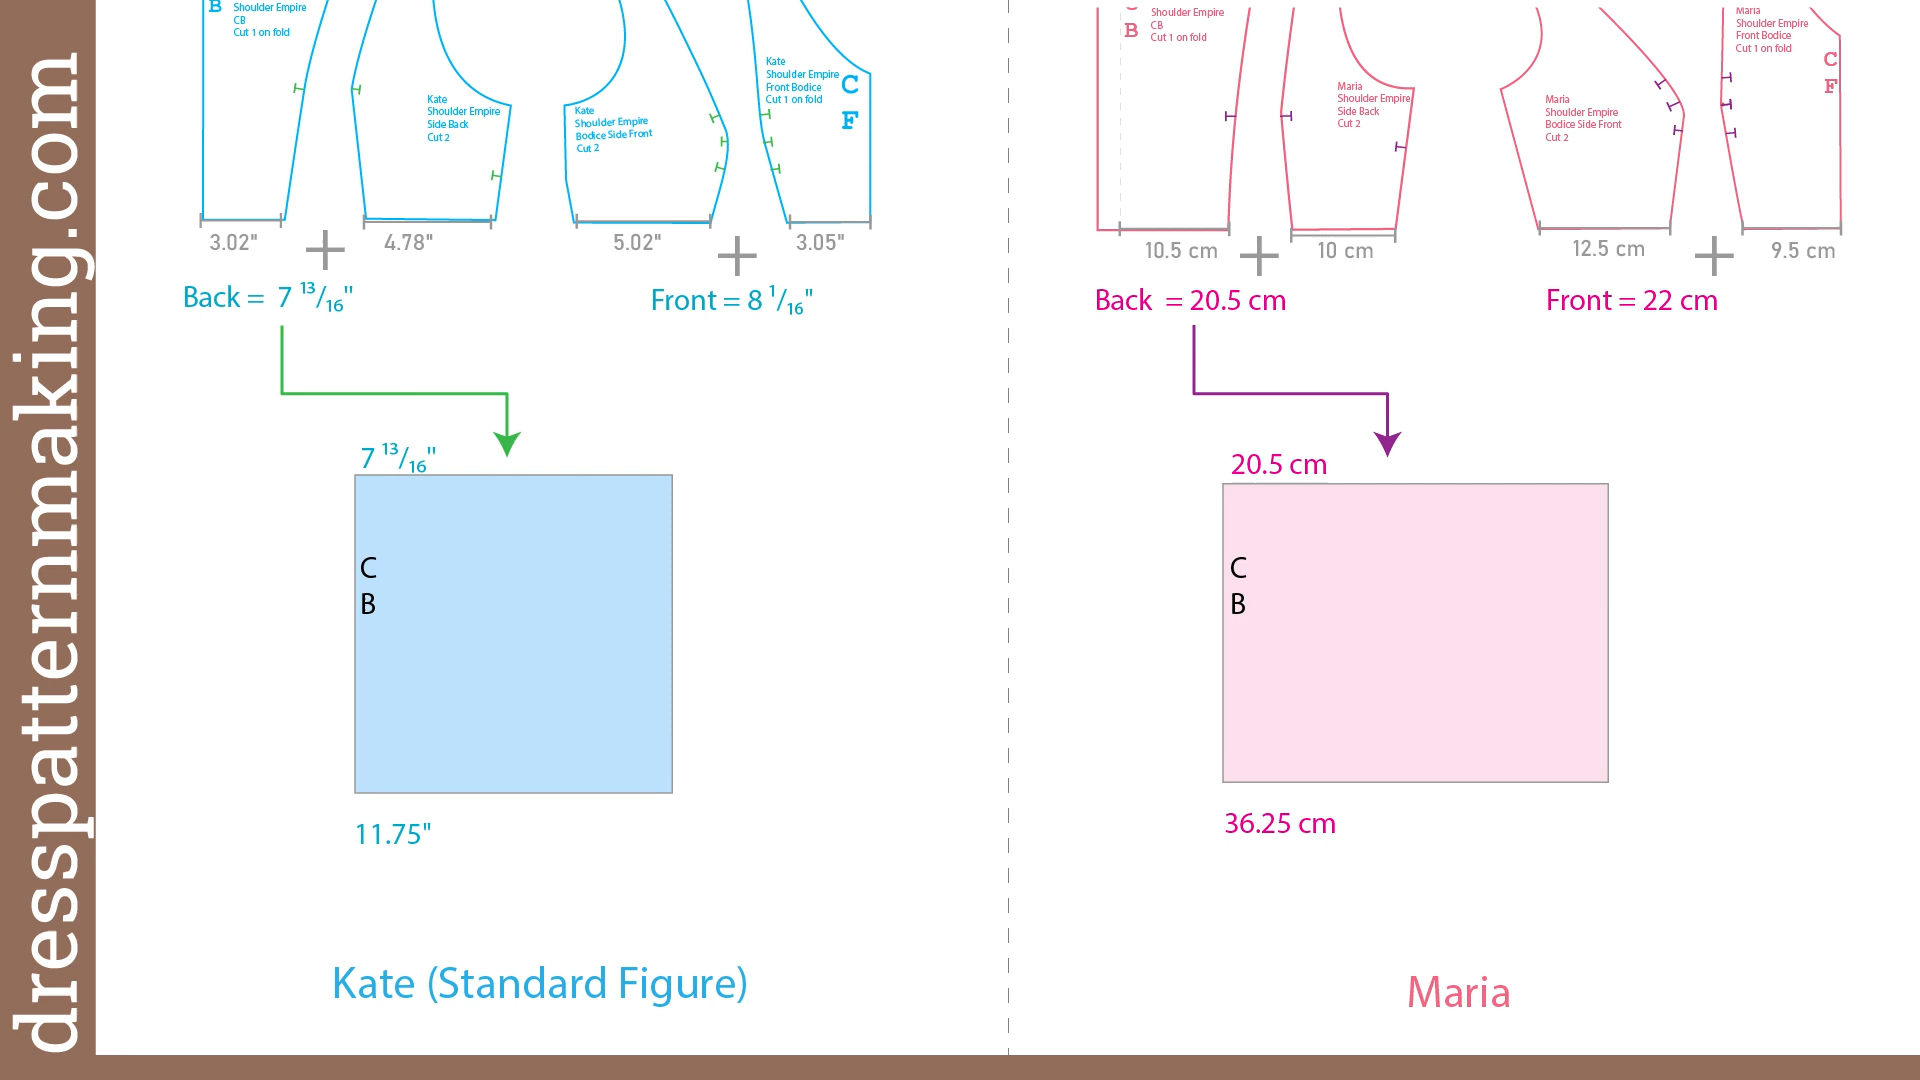 dresspatternmaking.com
B
Shoulder Empire
CB
Cut 1 on fold
Kate
Shoulder Empire
Side Back
Cut 2
Kate
Shoulder Empire
Bodice Side Front
Cut 2
Kate
Shoulder Empire
Front Bodice
Cut 1 on fold
C
F
3.02"
+
4.78"
5.02"
+
3.05"
Back = 7 13/16"
Front = 8 1/16"
7 13/16"
C
B
11.75"
Kate (Standard Figure)
B
Shoulder Empire
CB
Cut 1 on fold
Maria
Shoulder Empire
Side Back
Cut 2
Maria
Shoulder Empire
Bodice Side Front
Cut 2
Maria
Shoulder Empire
Front Bodice
Cut 1 on fold
C
F
10.5 cm
+
10 cm
12.5 cm
+
9.5 cm
Back = 20.5 cm
Front = 22 cm
20.5 cm
C
B
36.25 cm
Maria